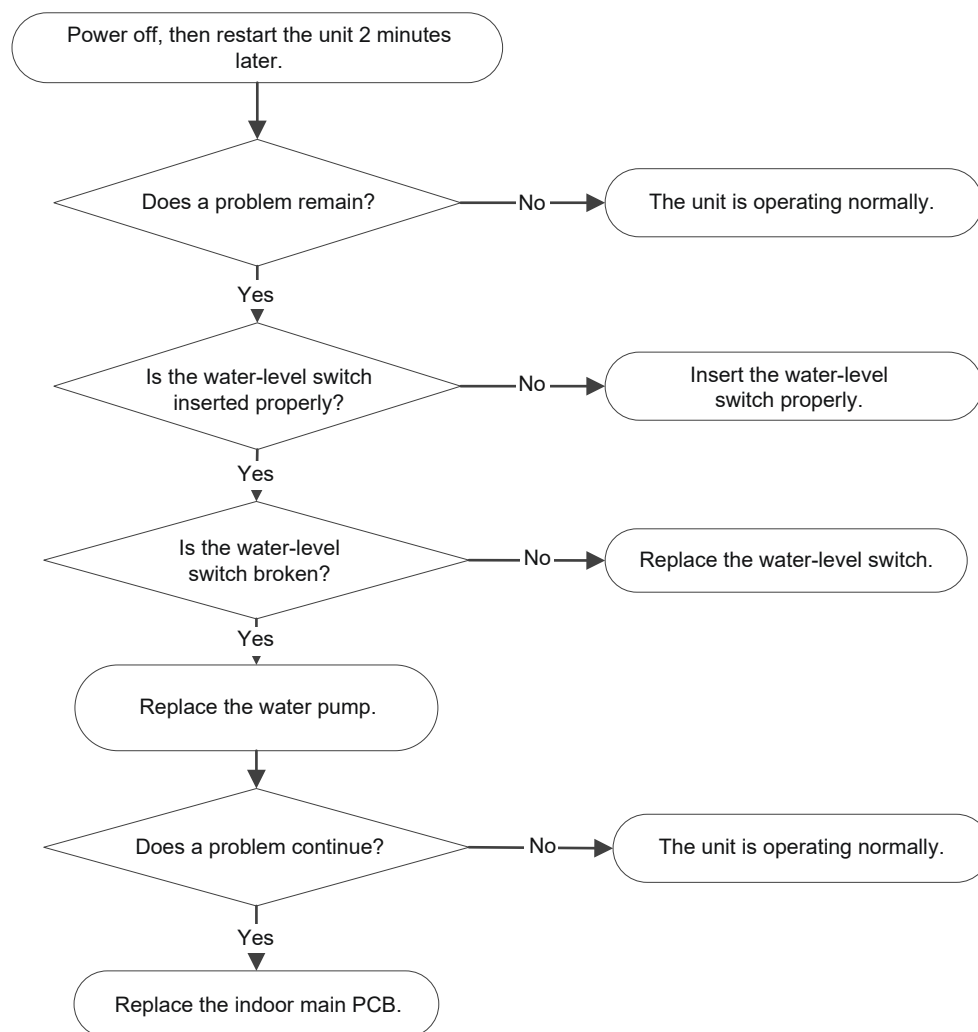 Power off, then restart the unit 2 minutes
later.
Does a problem remain?
No
The unit is operating normally.
Yes
Is the water-level switch
inserted properly?
No
Insert the water-level
switch properly.
Yes
Is the water-level
switch broken?
No
Replace the water-level switch.
Yes
Replace the water pump.
Does a problem continue?
No
The unit is operating normally.
Yes
Replace the indoor main PCB.